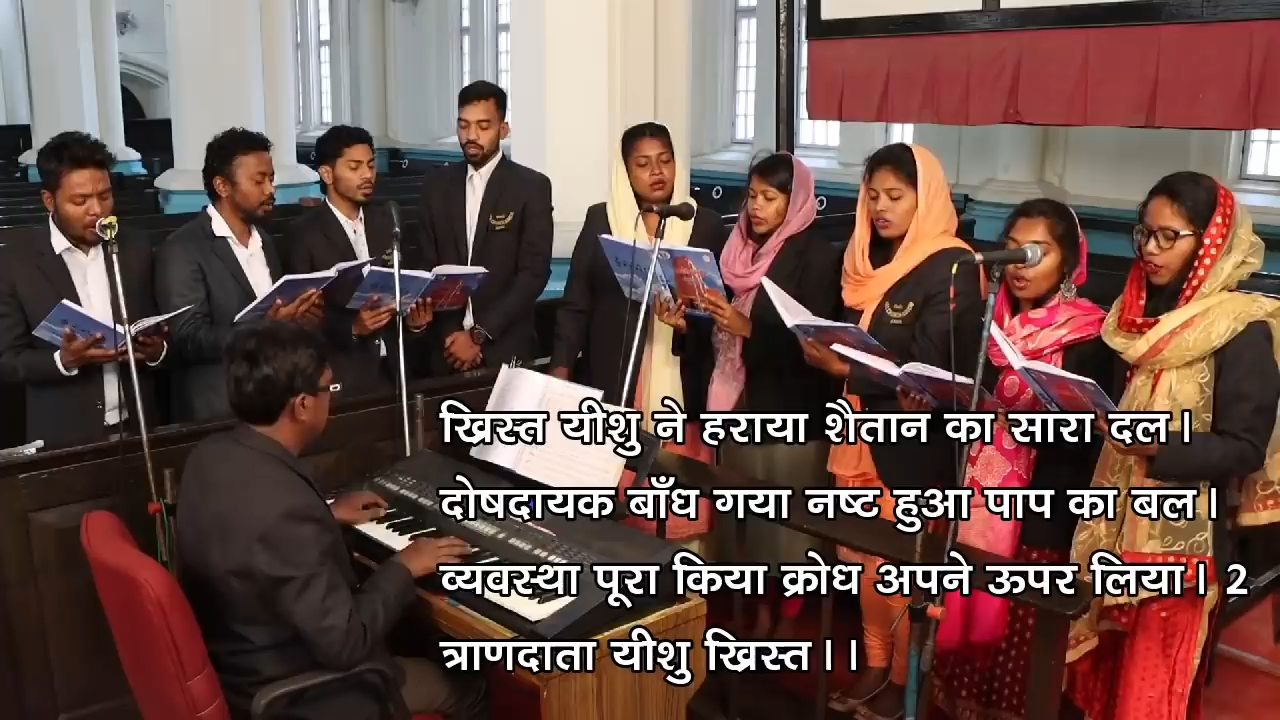 ख्रिस्त यीशु ने हराया शैतान का सारा दल।
दोषदायक बाँध गया नष्ट हुआ पाप का बल।
व्यवस्था पूरा किया क्रोध अपने ऊपर लिया। 2
त्राणदाता यीशु ख्रिस्त।।